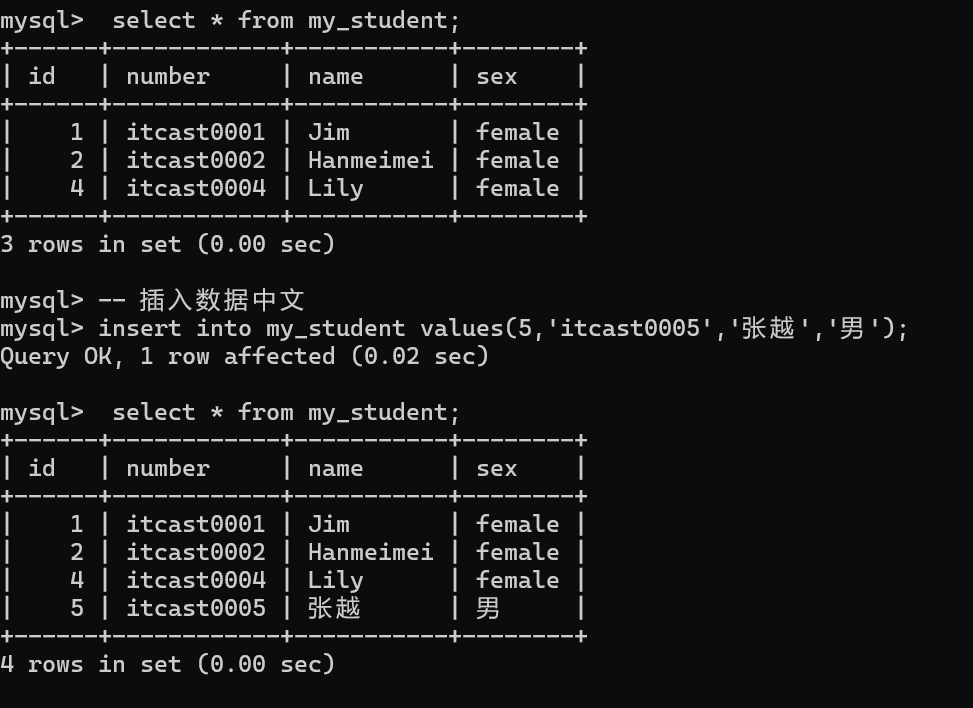 mysql>  select * from my_student;
+------+------------+-----------+--------+
| id   | number     | name      | sex    |
+------+------------+-----------+--------+
|    1 | itcast0001 | Jim       | female |
|    2 | itcast0002 | Hanmeimei | female |
|    4 | itcast0004 | Lily      | female |
+------+------------+-----------+--------+
3 rows in set (0.00 sec)
mysql> -- 插入数据中文
mysql> insert into my_student values(5,'itcast0005','张越','男');
Query OK, 1 row affected (0.02 sec)
mysql>  select * from my_student;
+------+------------+-----------+--------+
| id   | number     | name      | sex    |
+------+------------+-----------+--------+
|    1 | itcast0001 | Jim       | female |
|    2 | itcast0002 | Hanmeimei | female |
|    4 | itcast0004 | Lily      | female |
|    5 | itcast0005 | 张越      | 男     |
+------+------------+-----------+--------+
4 rows in set (0.00 sec)